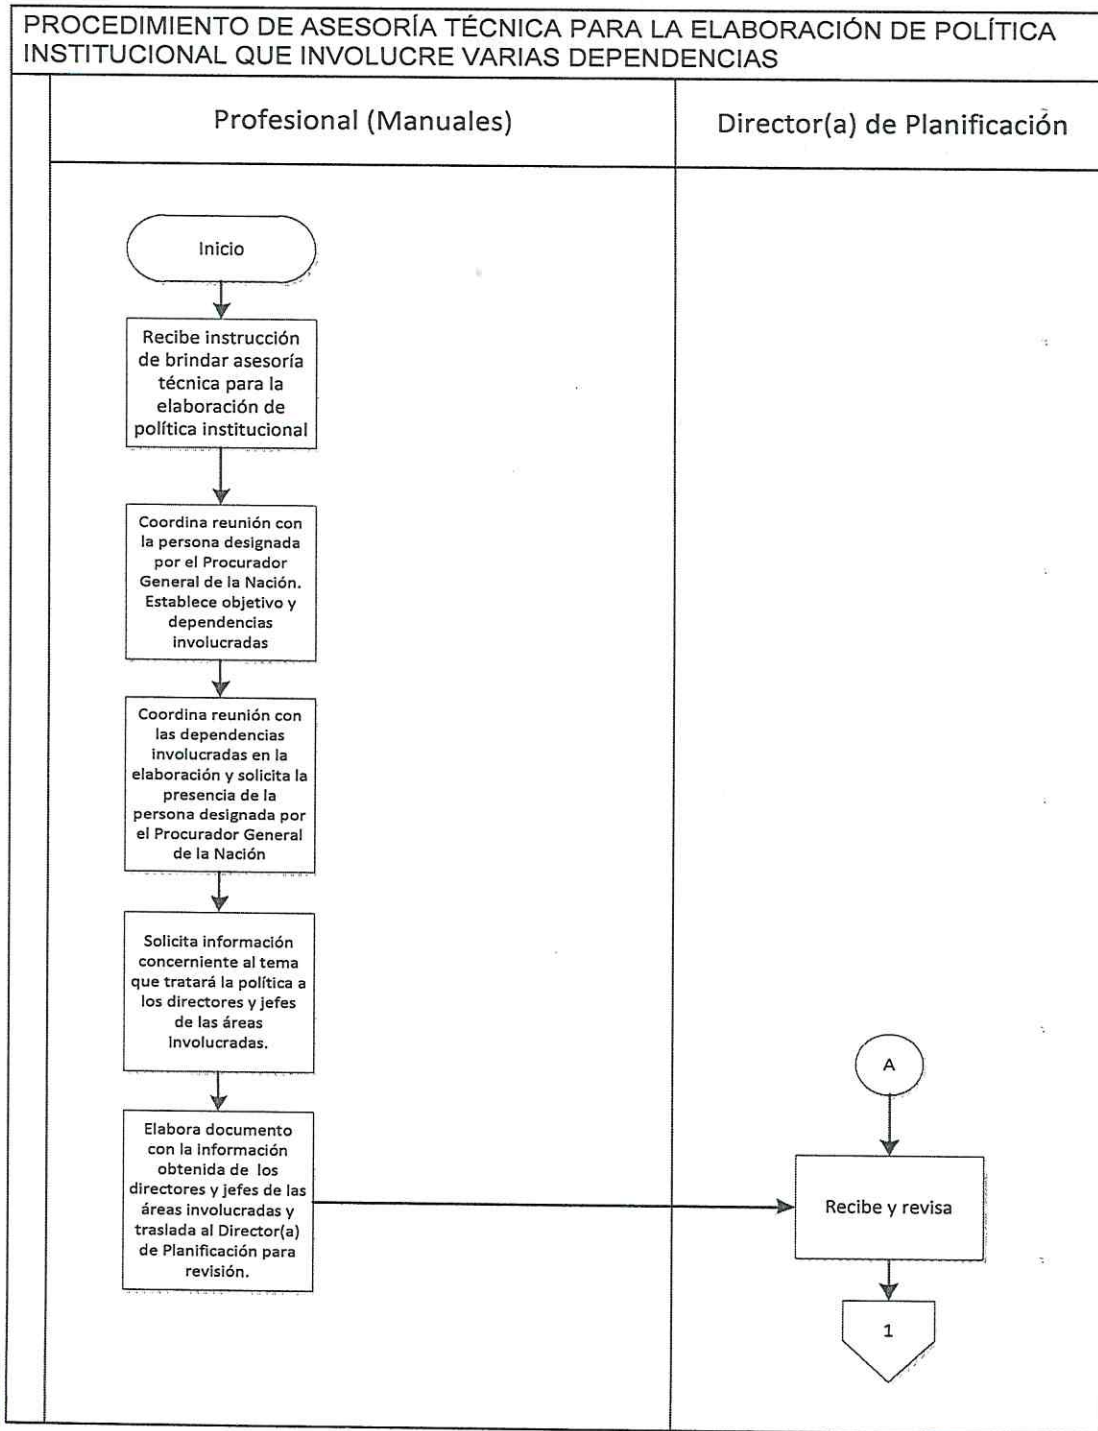 PROCEDIMIENTO DE ASESORÍA TÉCNICA PARA LA ELABORACIÓN DE POLÍTICA
INSTITUCIONAL QUE INVOLUCRE VARIAS DEPENDENCIAS
Profesional (Manuales)
Director(a) de Planificación
Inicio
Recibe instrucción
de brindar asesoría
técnica para la
elaboración de
política institucional
Coordina reunión con
la persona designada
por el Procurador
General de la Nación.
Establece objetivo y
dependencias
involucradas
Coordina reunión con
las dependencias
involucradas en la
elaboración y solicita la
presencia de la
persona designada por
el Procurador General
de la Nación
Solicita información
concerniente al tema
que tratará la política a
los directores y jefes
de las áreas
Involucradas.
Elabora documento
con la información
obtenida de los
directores y jefes de las
áreas involucradas y
traslada al Director(a)
de Planificación para
revisión.
A
Recibe y revisa
1